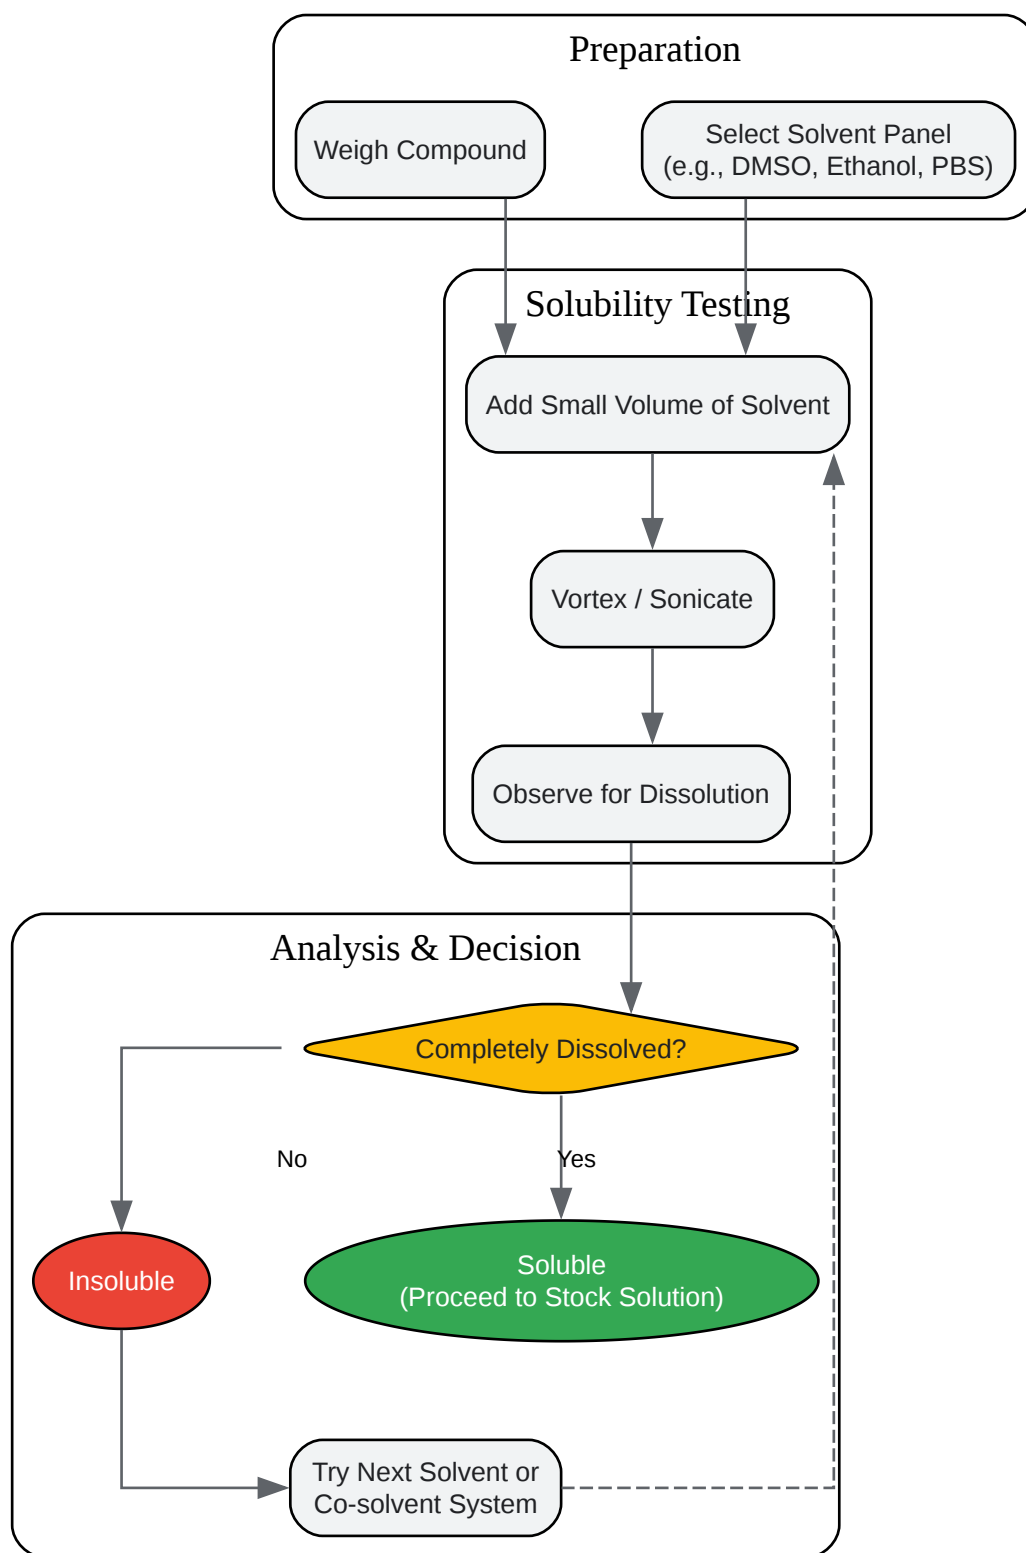 Preparation
Weigh Compound
Select Solvent Panel
(e.g., DMSO, Ethanol, PBS)
Solubility Testing
Add Small Volume of Solvent
Vortex / Sonicate
Observe for Dissolution
Analysis & Decision
Completely Dissolved?
No
Yes
Insoluble
Soluble
(Proceed to Stock Solution)
Try Next Solvent or
Co-solvent System